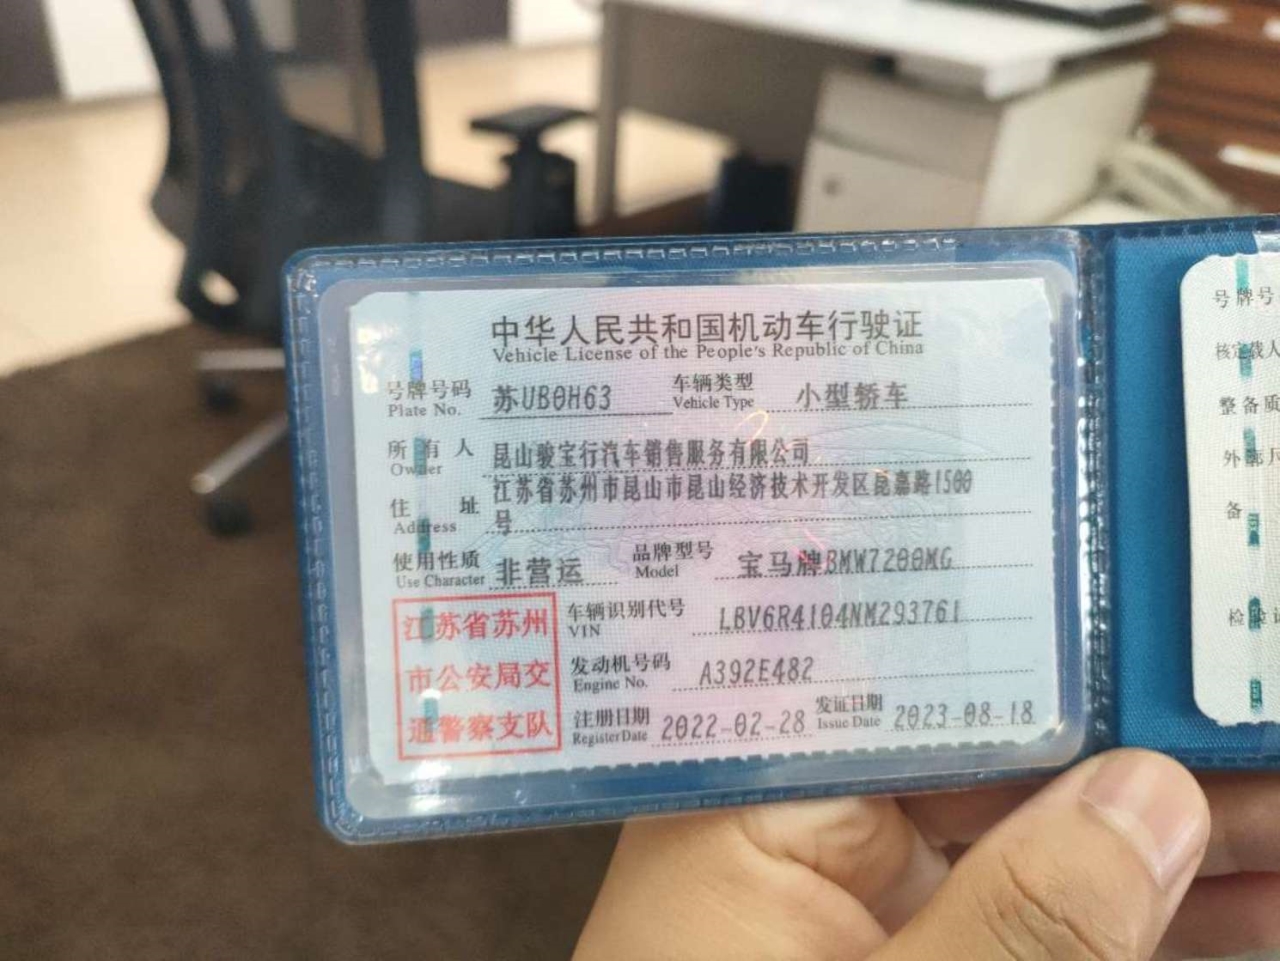 中华人民共和国机动车行驶证
Vehicle License of the People's Republic of China
号牌号码 苏UB0H63 车辆类型 小型轿车
Plate No. Vehicle Type
所有人 昆山骏宝行汽车销售服务有限公司
Owner
住址 江苏省苏州市昆山市昆山经济技术开发区昆嘉路1500
Address 号
使用性质 非营运 品牌型号 宝马牌BMW7200MG
Use Character Model
江苏省苏州
市公安局交
通警察支队
车辆识别代号 LBV6R4104NM293761
VIN
发动机号码 A392E482
Engine No.
注册日期 2022-02-28 发证日期 2023-08-18
Register Date Issue Date
号牌号
核定载人
整备质
备